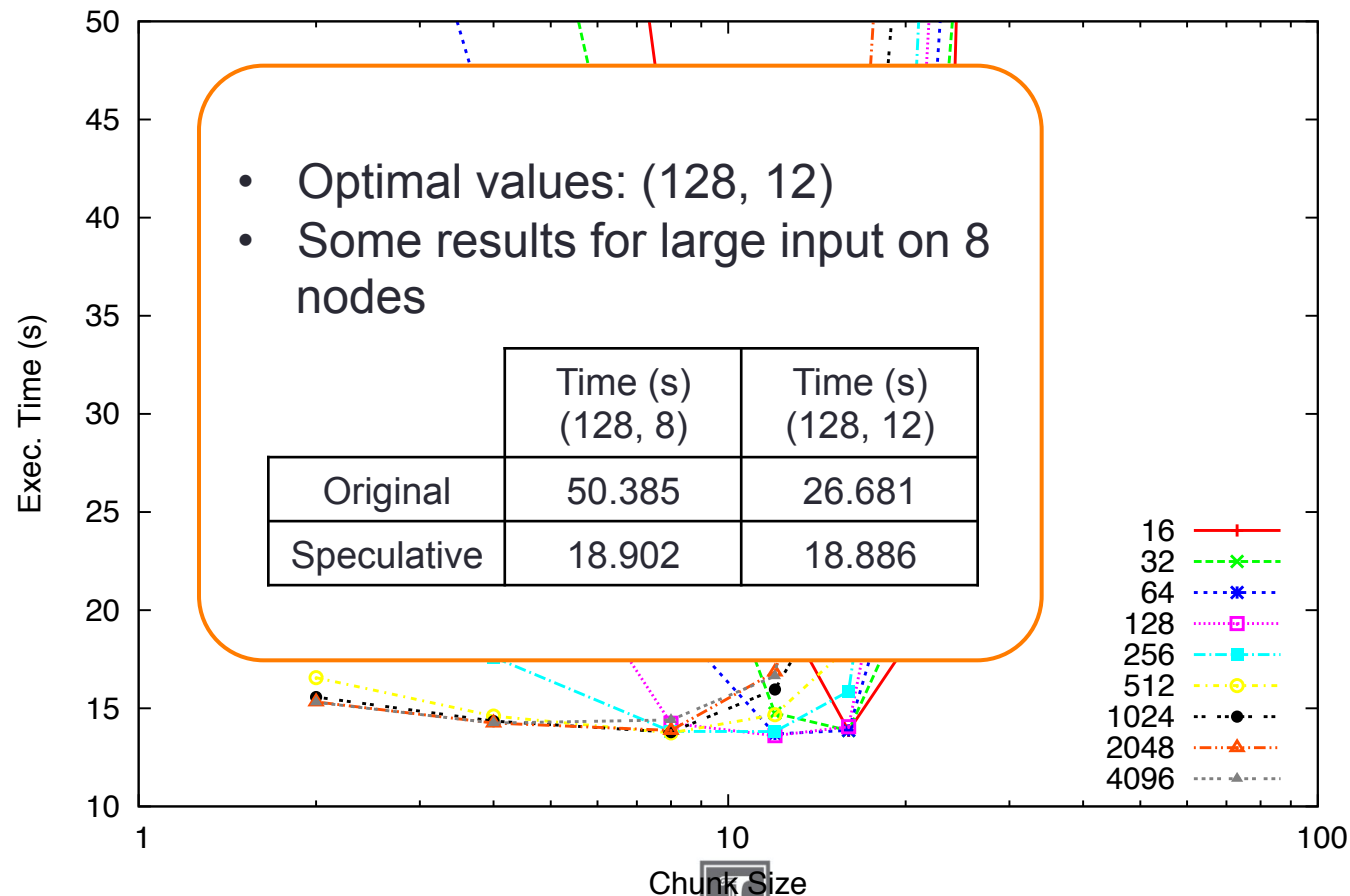 50
45
40
35
30
25
20
15
10
Exec. Time (s)
• Optimal values: (128, 12)
• Some results for large input on 8
nodes
Time (s) Time (s)
(128, 8) (128, 12)
Original 50.385 26.681
Speculative 18.902 18.886
16
32
64
128
256
512
1024
2048
4096
1 10 100
Chunk Size